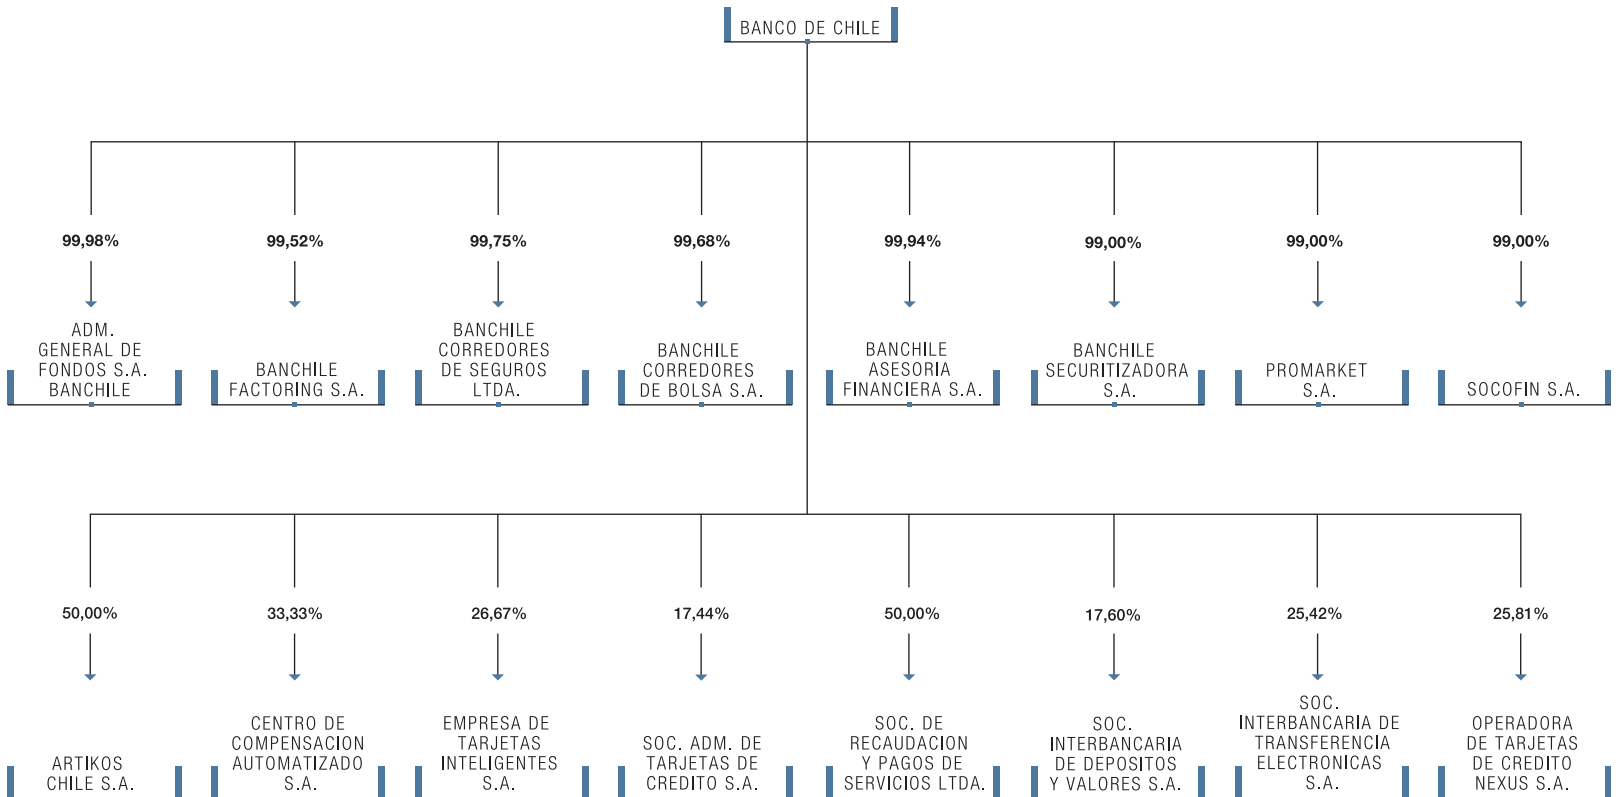 BANCO DE CHILE
99,98%
99,52%
99,75%
99,68%
99,94%
99,00%
99,00%
99,00%
ADM.
GENERAL DE
FONDOS S.A.
BANCHILE
BANCHILE
FACTORING S.A.
BANCHILE
CORREDORES
DE SEGUROS
LTDA.
BANCHILE
CORREDORES
DE BOLSA S.A.
BANCHILE
ASESORIA
FINANCIERA S.A.
BANCHILE
SECURITIZADORA
S.A.
PROMARKET
S.A.
SOCOFIN S.A.
50,00%
33,33%
26,67%
17,44%
50,00%
17,60%
25,42%
25,81%
ARTIKOS
CHILE S.A.
CENTRO DE
COMPENSACION
AUTOMATIZADO
S.A.
EMPRESA DE
TARJETAS
INTELIGENTES
S.A.
SOC. ADM. DE
TARJETAS DE
CREDITO S.A.
SOC. DE
RECAUDACION
Y PAGOS DE
SERVICIOS LTDA.
SOC.
INTERBANCARIA
DE DEPOSITOS
Y VALORES S.A.
SOC.
INTERBANCARIA DE
TRANSFERENCIA
ELECTRONICAS
S.A.
OPERADORA
DE TARJETAS
DE CREDITO
NEXUS S.A.